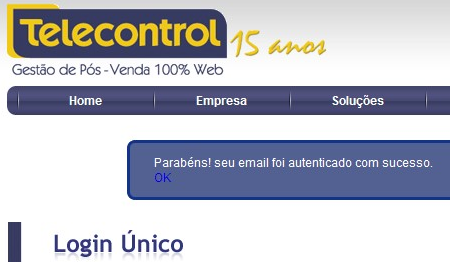 Telecontrol 15 anos
Gestão de Pós - Venda 100% Web
Home Empresa Soluções
Parabéns! seu email foi autenticado com sucesso.
OK
Login Único